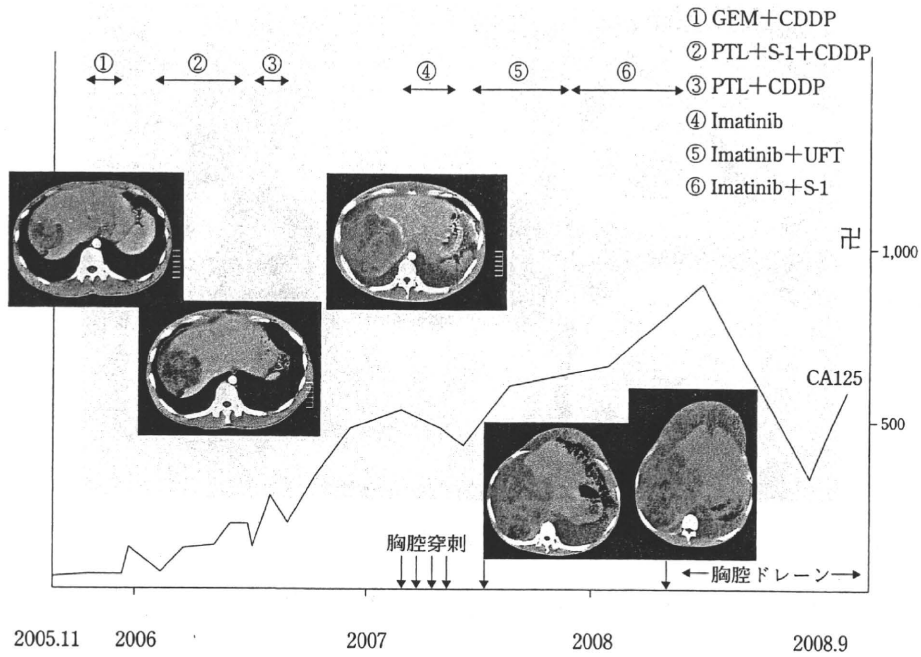 ① GEM+CDDP
② PTL+S-1+CDDP
③ PTL+CDDP
④ Imatinib
⑤ Imatinib+UFT
⑥ Imatinib+S-1
① ② ③ ④ ⑤ ⑥
卍
1,000
CA125
500
胸腔穿刺
胸腔ドレーン
2005.11 2006 2007 2008 2008.9